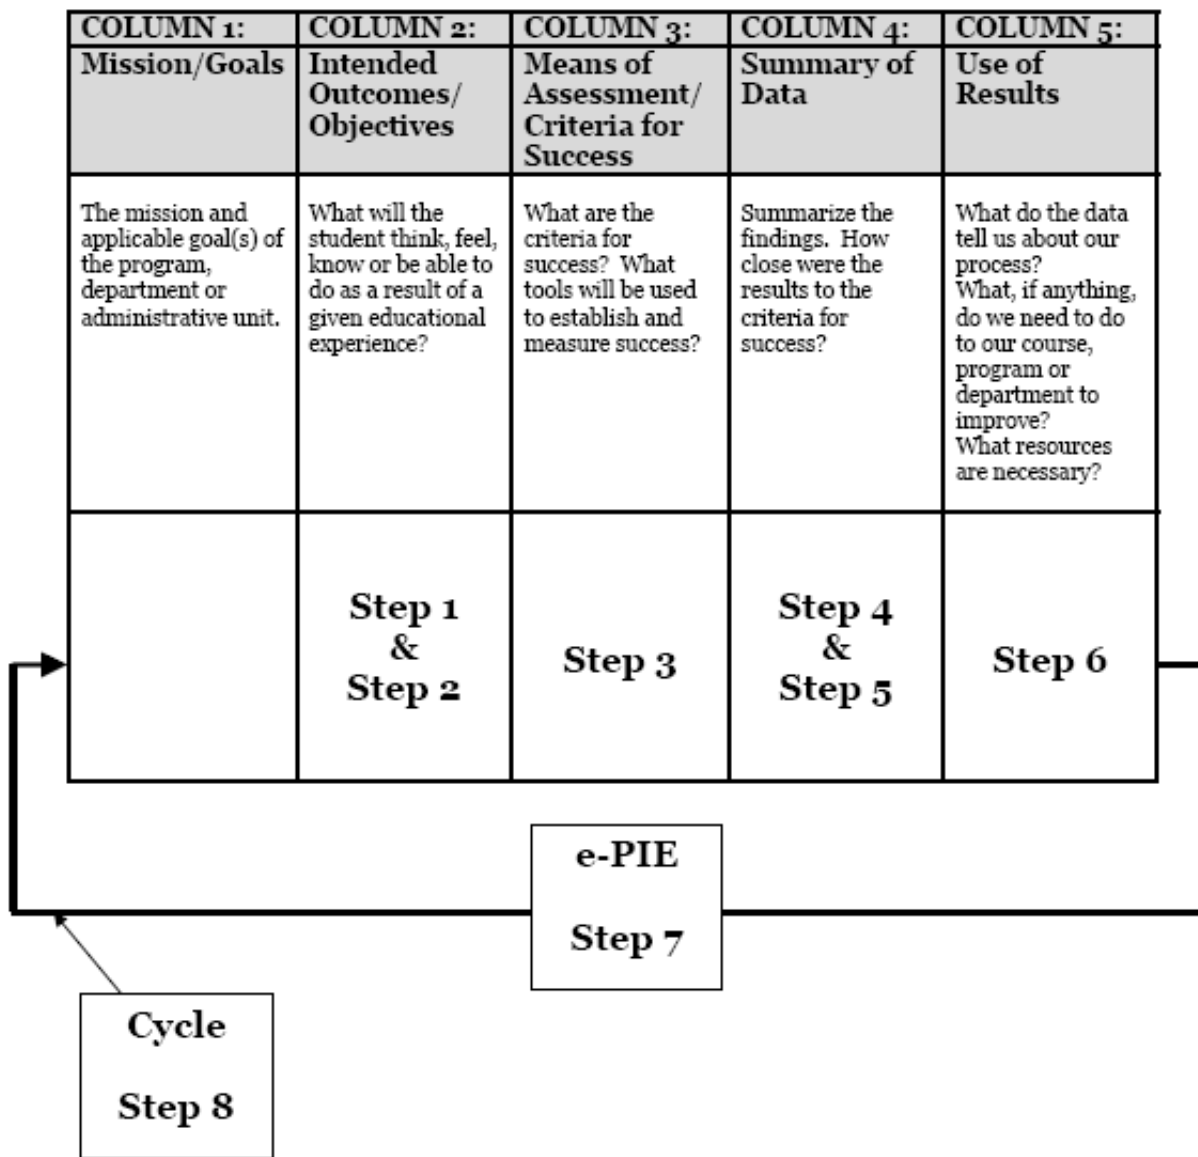 COLUMN 1:
Mission/Goals
COLUMN 2:
Intended
Outcomes/
Objectives
COLUMN 3:
Means of
Assessment/
Criteria for
Success
COLUMN 4:
Summary of
Data
COLUMN 5:
Use of
Results
The mission and
applicable goal(s) of
the program,
department or
administrative unit.
What will the
student think, feel,
know or be able to
do as a result of a
given educational
experience?
What are the
criteria for
success? What
tools will be used
to establish and
measure success?
Summarize the
findings. How
close were the
results to the
criteria for
success?
What do the data
tell us about our
process?
What, if anything,
do we need to do
to our course,
program or
department to
improve?
What resources
are necessary?
Step 1
&
Step 2
Step 3
Step 4
&
Step 5
Step 6
e-PIE
Step 7
Cycle
Step 8